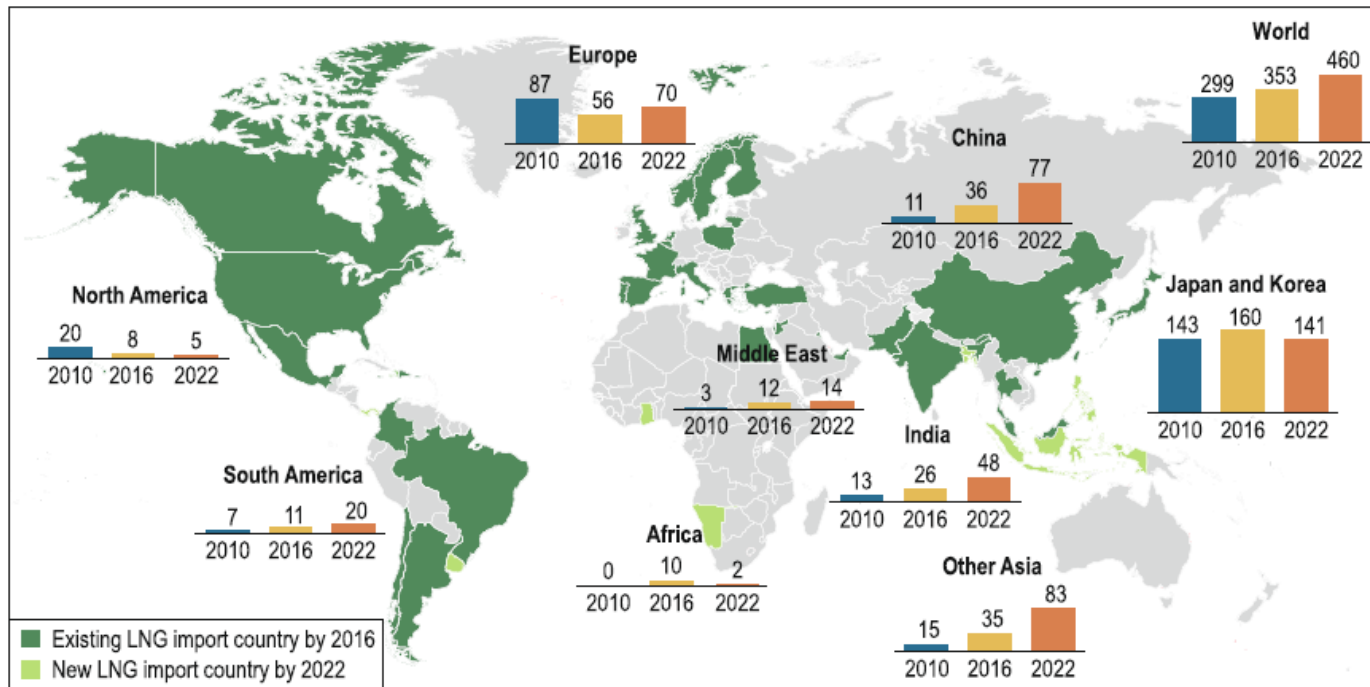 World
299 353 460
2010 2016 2022
Europe
87 56 70
2010 2016 2022
China
11 36 77
2010 2016 2022
North America
20 8 5
2010 2016 2022
Japan and Korea
143 160 141
2010 2016 2022
Middle East
3 12 14
2010 2016 2022
India
13 26 48
2010 2016 2022
South America
7 11 20
2010 2016 2022
Africa
0 10 2
2010 2016 2022
Other Asia
15 35 83
2010 2016 2022
Existing LNG import country by 2016
New LNG import country by 2022